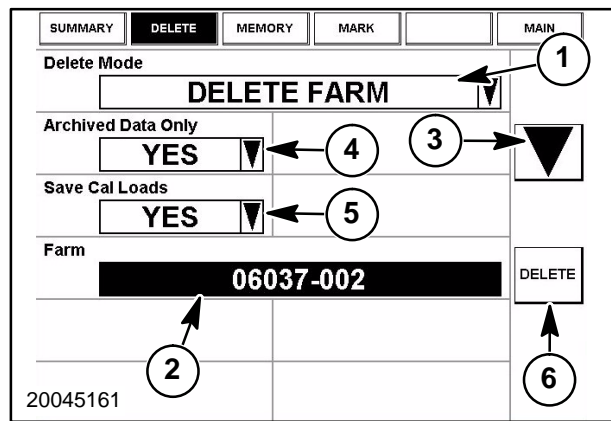 SUMMARY DELETE MEMORY MARK MAIN
Delete Mode
1
DELETE FARM
Archived Data Only
3
YES
4
Save Cal Loads
YES
5
Farm
06037-002
DELETE
2
6
20045161